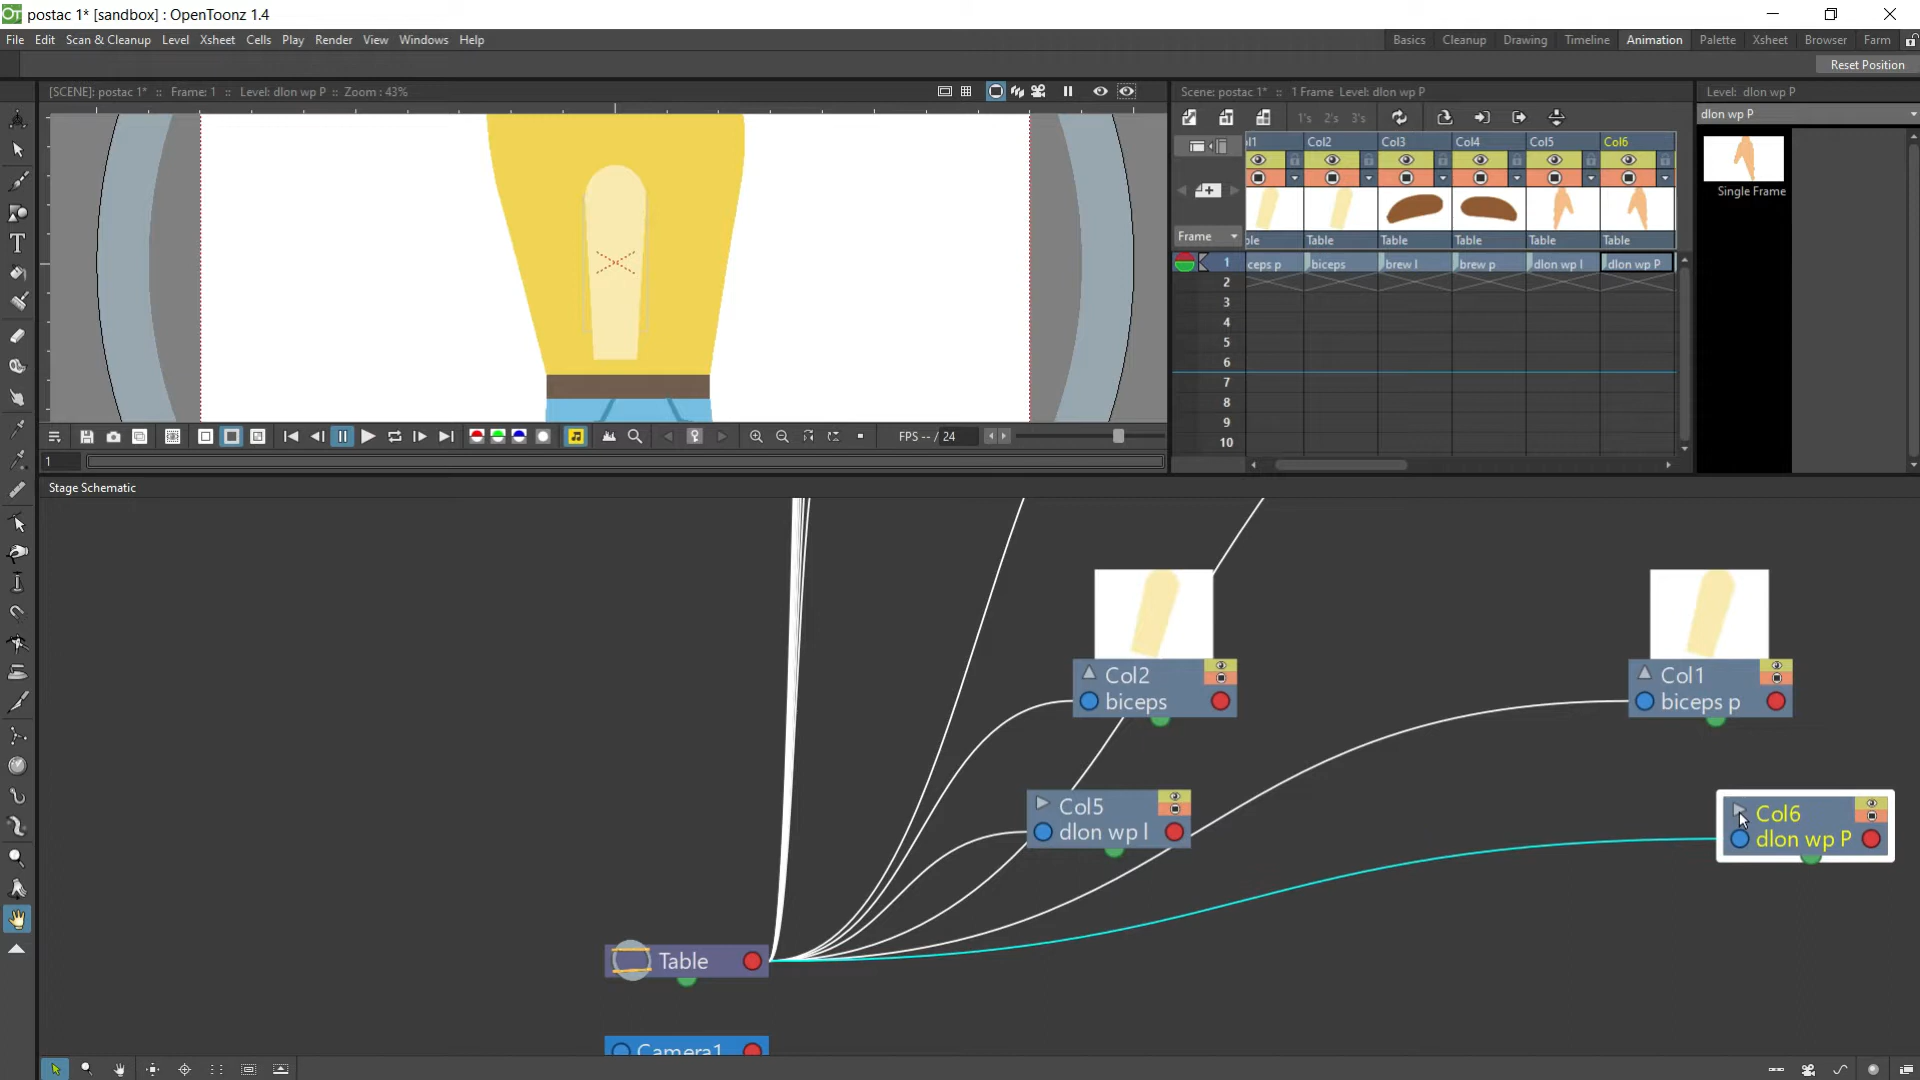 postac 1* [sandbox] : OpenToonz 1.4
File Edit Scan & Cleanup Level Xsheet Cells Play Render View Windows Help
Basics Cleanup Drawing Timeline Animation Palette Xsheet Browser Farm
Reset Position
[SCENE]: postac 1* :: Frame: 1 :: Level: dlon wp P :: Zoom : 43%
Scene: postac 1* :: 1 Frame Level: dlon wp P
Level: dlon wp P
1's 2's 3's
dlon wp P
ol1 Col2 Col3 Col4 Col5 Col6
Single Frame
Frame
ble Table Table Table Table Table
1 ceps p biceps brew l brew p dlon wp l dlon wp P
2
3
4
5
6
7
8
9
10
FPS -- / 24
1
Stage Schematic
Col2
biceps
Col1
biceps p
Col5
dlon wp l
Col6
dlon wp P
Table
Camera1